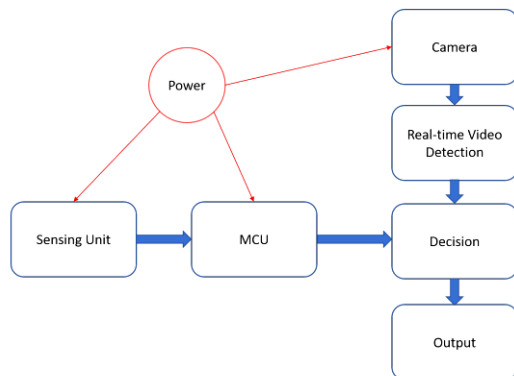 Camera
Power
Real-time Video
Detection
Sensing Unit
MCU
Decision
Output